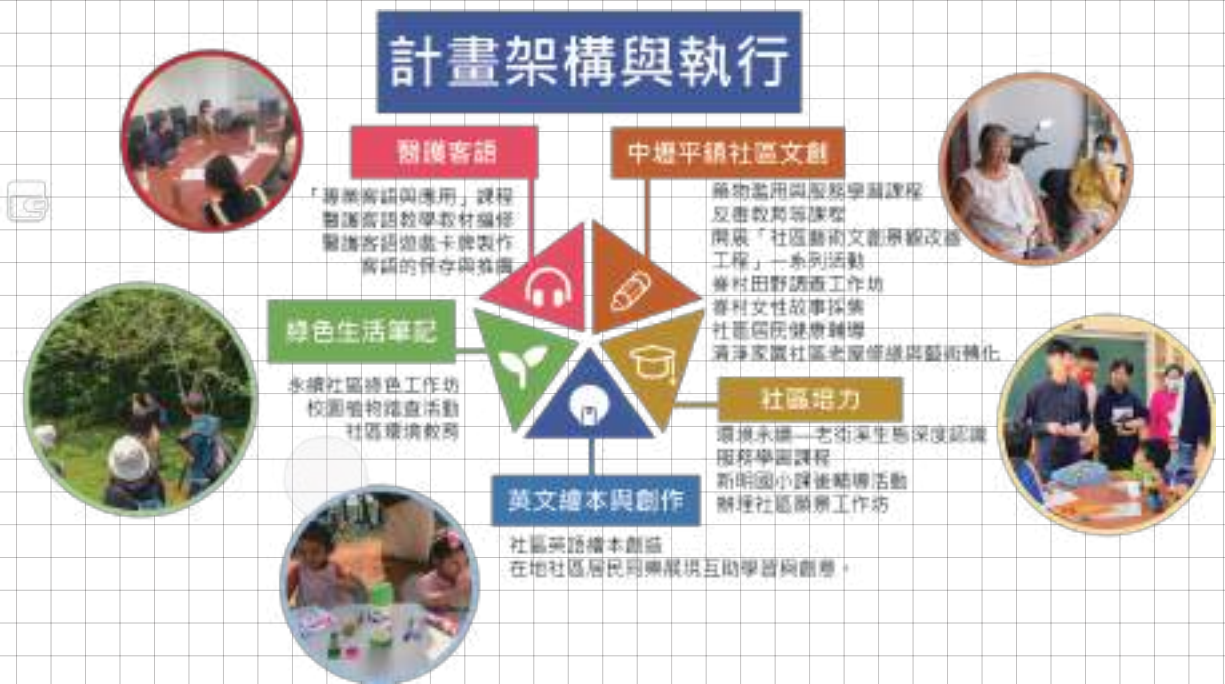 計畫架構與執行
醫護客語
「專業客語與應用」課程
醫護客語教學教材編修
醫護客語遊戲卡牌製作
客語的保存與推廣
中壢平鎮社區文創
藥物濫用與服務學習課程
反毒教育等課程
開展「社區藝術文創景觀改善
工程」一系列活動
眷村田野調查工作坊
眷村女性故事採集
社區居民健康輔導
清淨家園社區老屋修繕與藝術轉化
綠色生活筆記
永續社區綠色工作坊
校園植物踏查活動
社區環境教育
社區培力
環境永續—老街溪生態深度認識
服務學習課程
新明國小課後輔導活動
辦理社區願景工作坊
英文繪本與創作
社區英語繪本創造
在地社區居民同樂展現互助學習與創意。